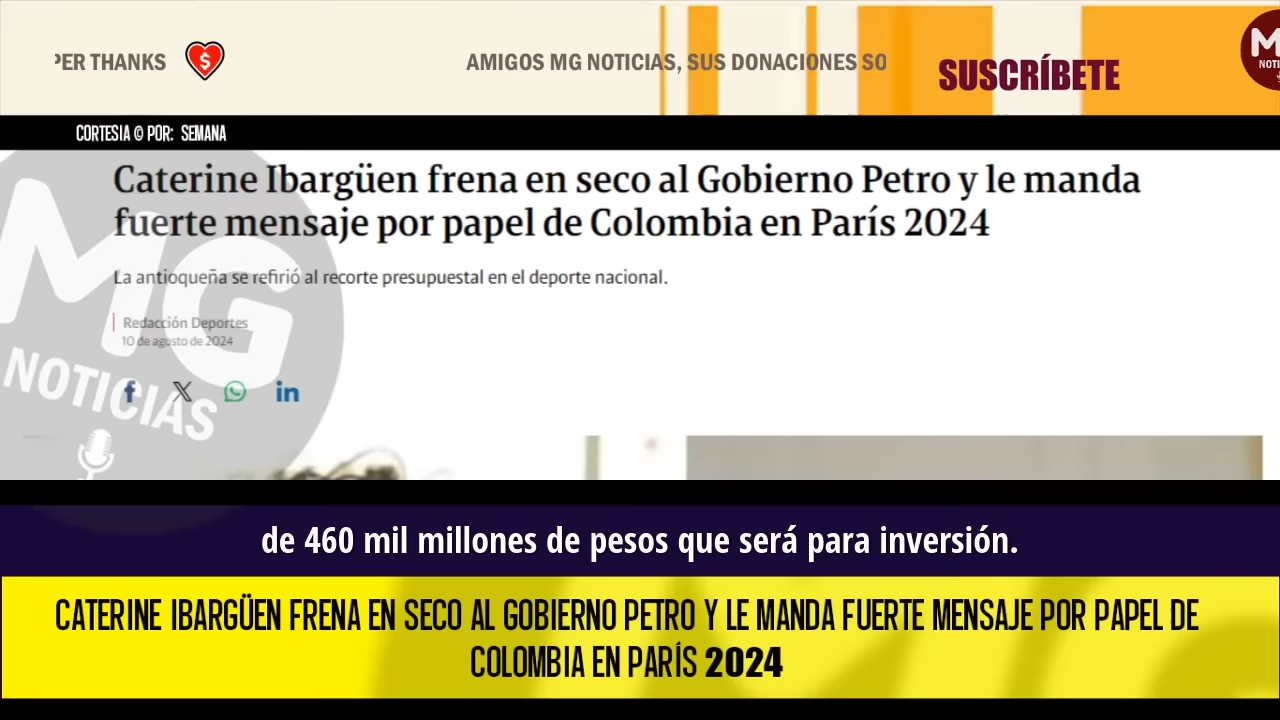 PER THANKS
$
AMIGOS MG NOTICIAS, SUS DONACIONES SO
SUSCRÍBETE
CORTESIA © POR: SEMANA
Caterine Ibargüen frena en seco al Gobierno Petro y le manda
fuerte mensaje por papel de Colombia en París 2024
La antioqueña se refirió al recorte presupuestal en el deporte nacional.
Redacción Deportes
10 de agosto de 2024
MG
NOTICIAS
de 460 mil millones de pesos que será para inversión.
CATERINE IBARGÜEN FRENA EN SECO AL GOBIERNO PETRO Y LE MANDA FUERTE MENSAJE POR PAPEL DE
COLOMBIA EN PARÍS 2024